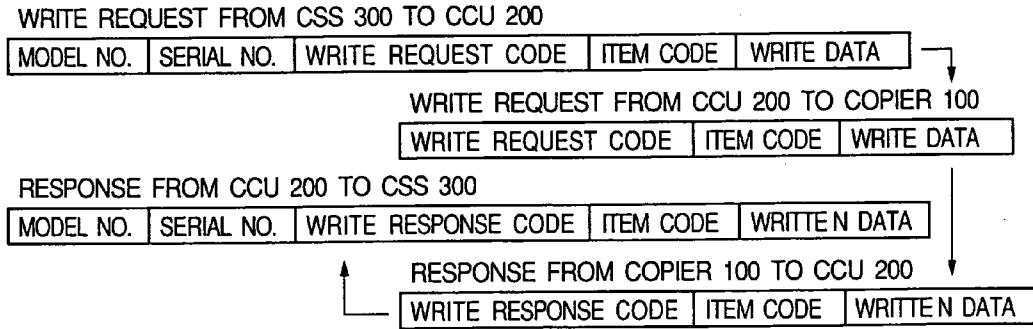 WRITE REQUEST FROM CSS 300 TO CCU 200
MODEL NO. SERIAL NO. WRITE REQUEST CODE ITEM CODE WRITE DATA
WRITE REQUEST FROM CCU 200 TO COPIER 100
WRITE REQUEST CODE ITEM CODE WRITE DATA
RESPONSE FROM CCU 200 TO CSS 300
MODEL NO. SERIAL NO. WRITE RESPONSE CODE ITEM CODE WRITTEN DATA
RESPONSE FROM COPIER 100 TO CCU 200
WRITE RESPONSE CODE ITEM CODE WRITTEN DATA